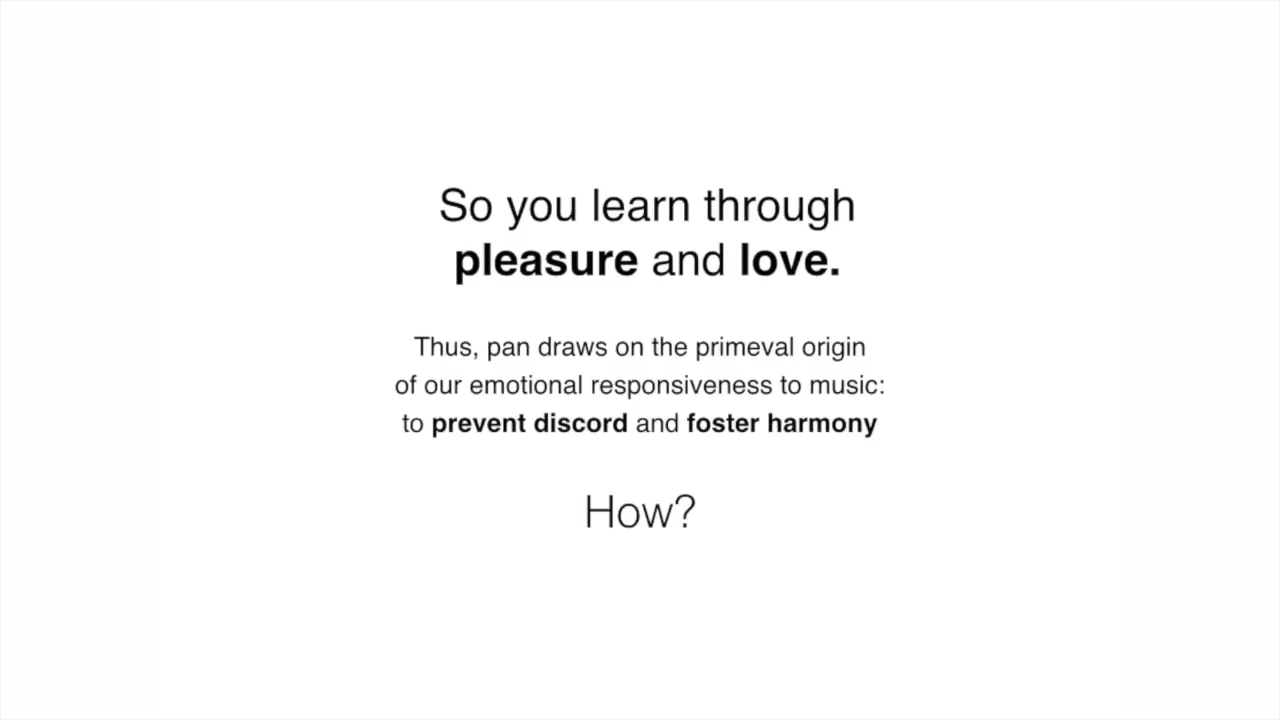 So you learn through
pleasure and love.
Thus, pan draws on the primeval origin
of our emotional responsiveness to music:
to prevent discord and foster harmony
How?